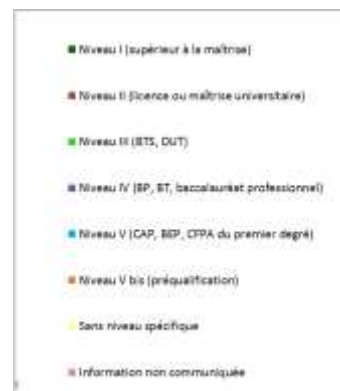 Niveau I (supérieur à la maîtrise)
Niveau II (licence ou maîtrise universitaire)
Niveau III (BTS, DUT)
Niveau IV (BP, BT, baccalauréat professionnel)
Niveau V (CAP, BEP, CFPA du premier degré)
Niveau V bis (préqualification)
Sans niveau spécifique
Information non communiquée